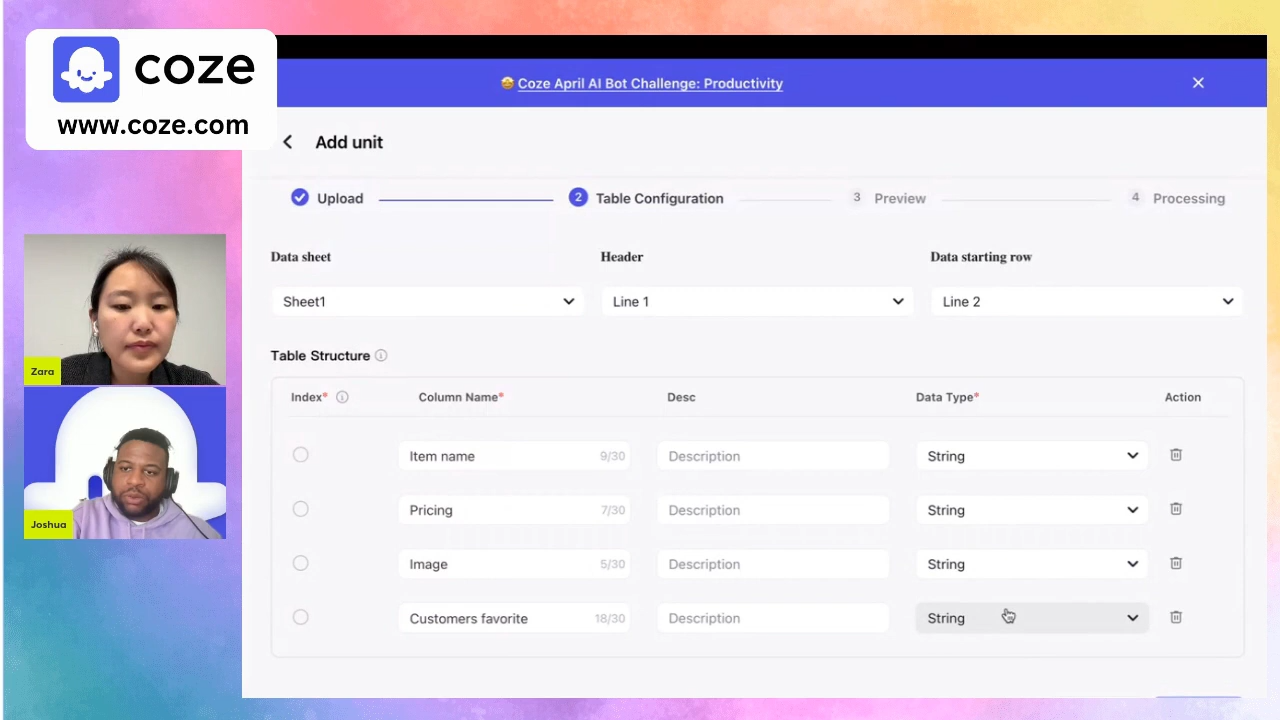 coze
www.coze.com
🤩 Coze April AI Bot Challenge: Productivity
Add unit
Upload
2 Table Configuration
3 Preview
4 Processing
Data sheet
Header
Data starting row
Sheet1
Line 1
Line 2
Table Structure
Index*
Column Name*
Desc
Data Type*
Action
Item name 9/30
Description
String
Pricing 7/30
Description
String
Image 5/30
Description
String
Customers favorite 18/30
Description
String
Zara
Joshua